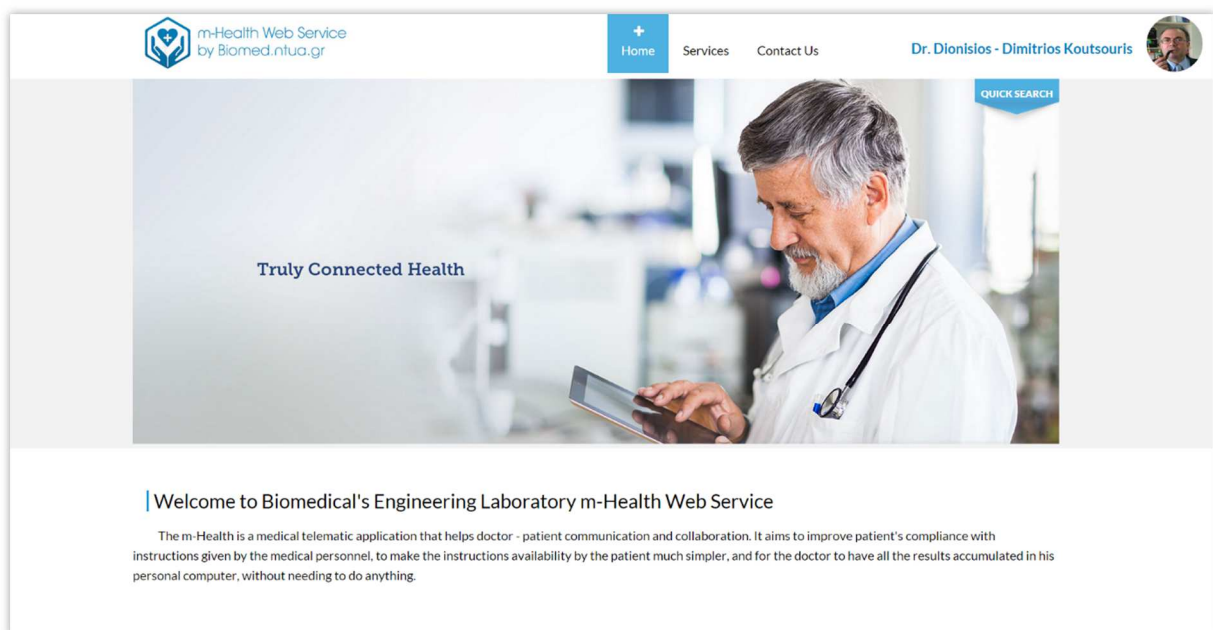 m-Health Web Service
by Biomed.ntua.gr
Home
Services
Contact Us
Dr. Dionisios - Dimitrios Koutsouris
QUICK SEARCH
Truly Connected Health
Welcome to Biomedical's Engineering Laboratory m-Health Web Service
The m-Health is a medical telematic application that helps doctor - patient communication and collaboration. It aims to improve patient's compliance with
instructions given by the medical personnel, to make the instructions availability by the patient much simpler, and for the doctor to have all the results accumulated in his
personal computer, without needing to do anything.